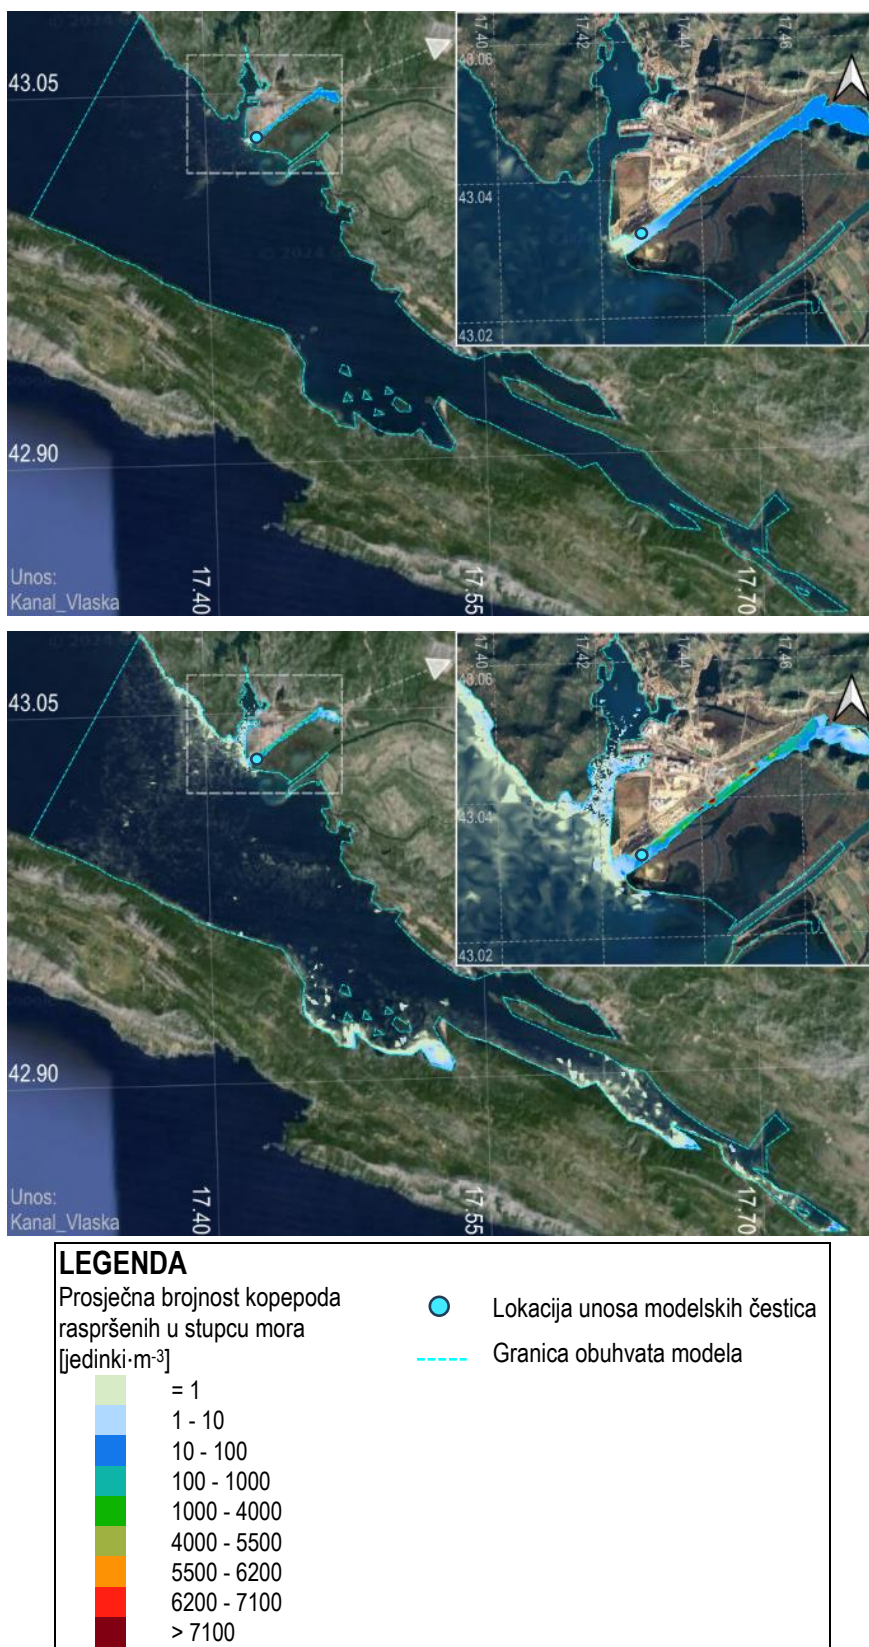 © 2024 G
43.05
17.40
17.42
17.44
17.46
43.06
43.04
43.02
© 2024 G
42.90
17.40
17.55
17.70
Unos:
Kanal_Vlaska
© 2024
43.05
17.40
17.42
17.44
17.46
43.06
43.04
43.02
42.90
17.40
17.55
17.70
Unos:
Kanal_Vlaska
LEGENDA
Prosječna brojnost kopepoda
raspršenih u stupcu mora
[jedinki·m-3]
= 1
1 - 10
10 - 100
100 - 1000
1000 - 4000
4000 - 5500
5500 - 6200
6200 - 7100
> 7100
Lokacija unosa modelskih čestica
Granica obuhvata modela